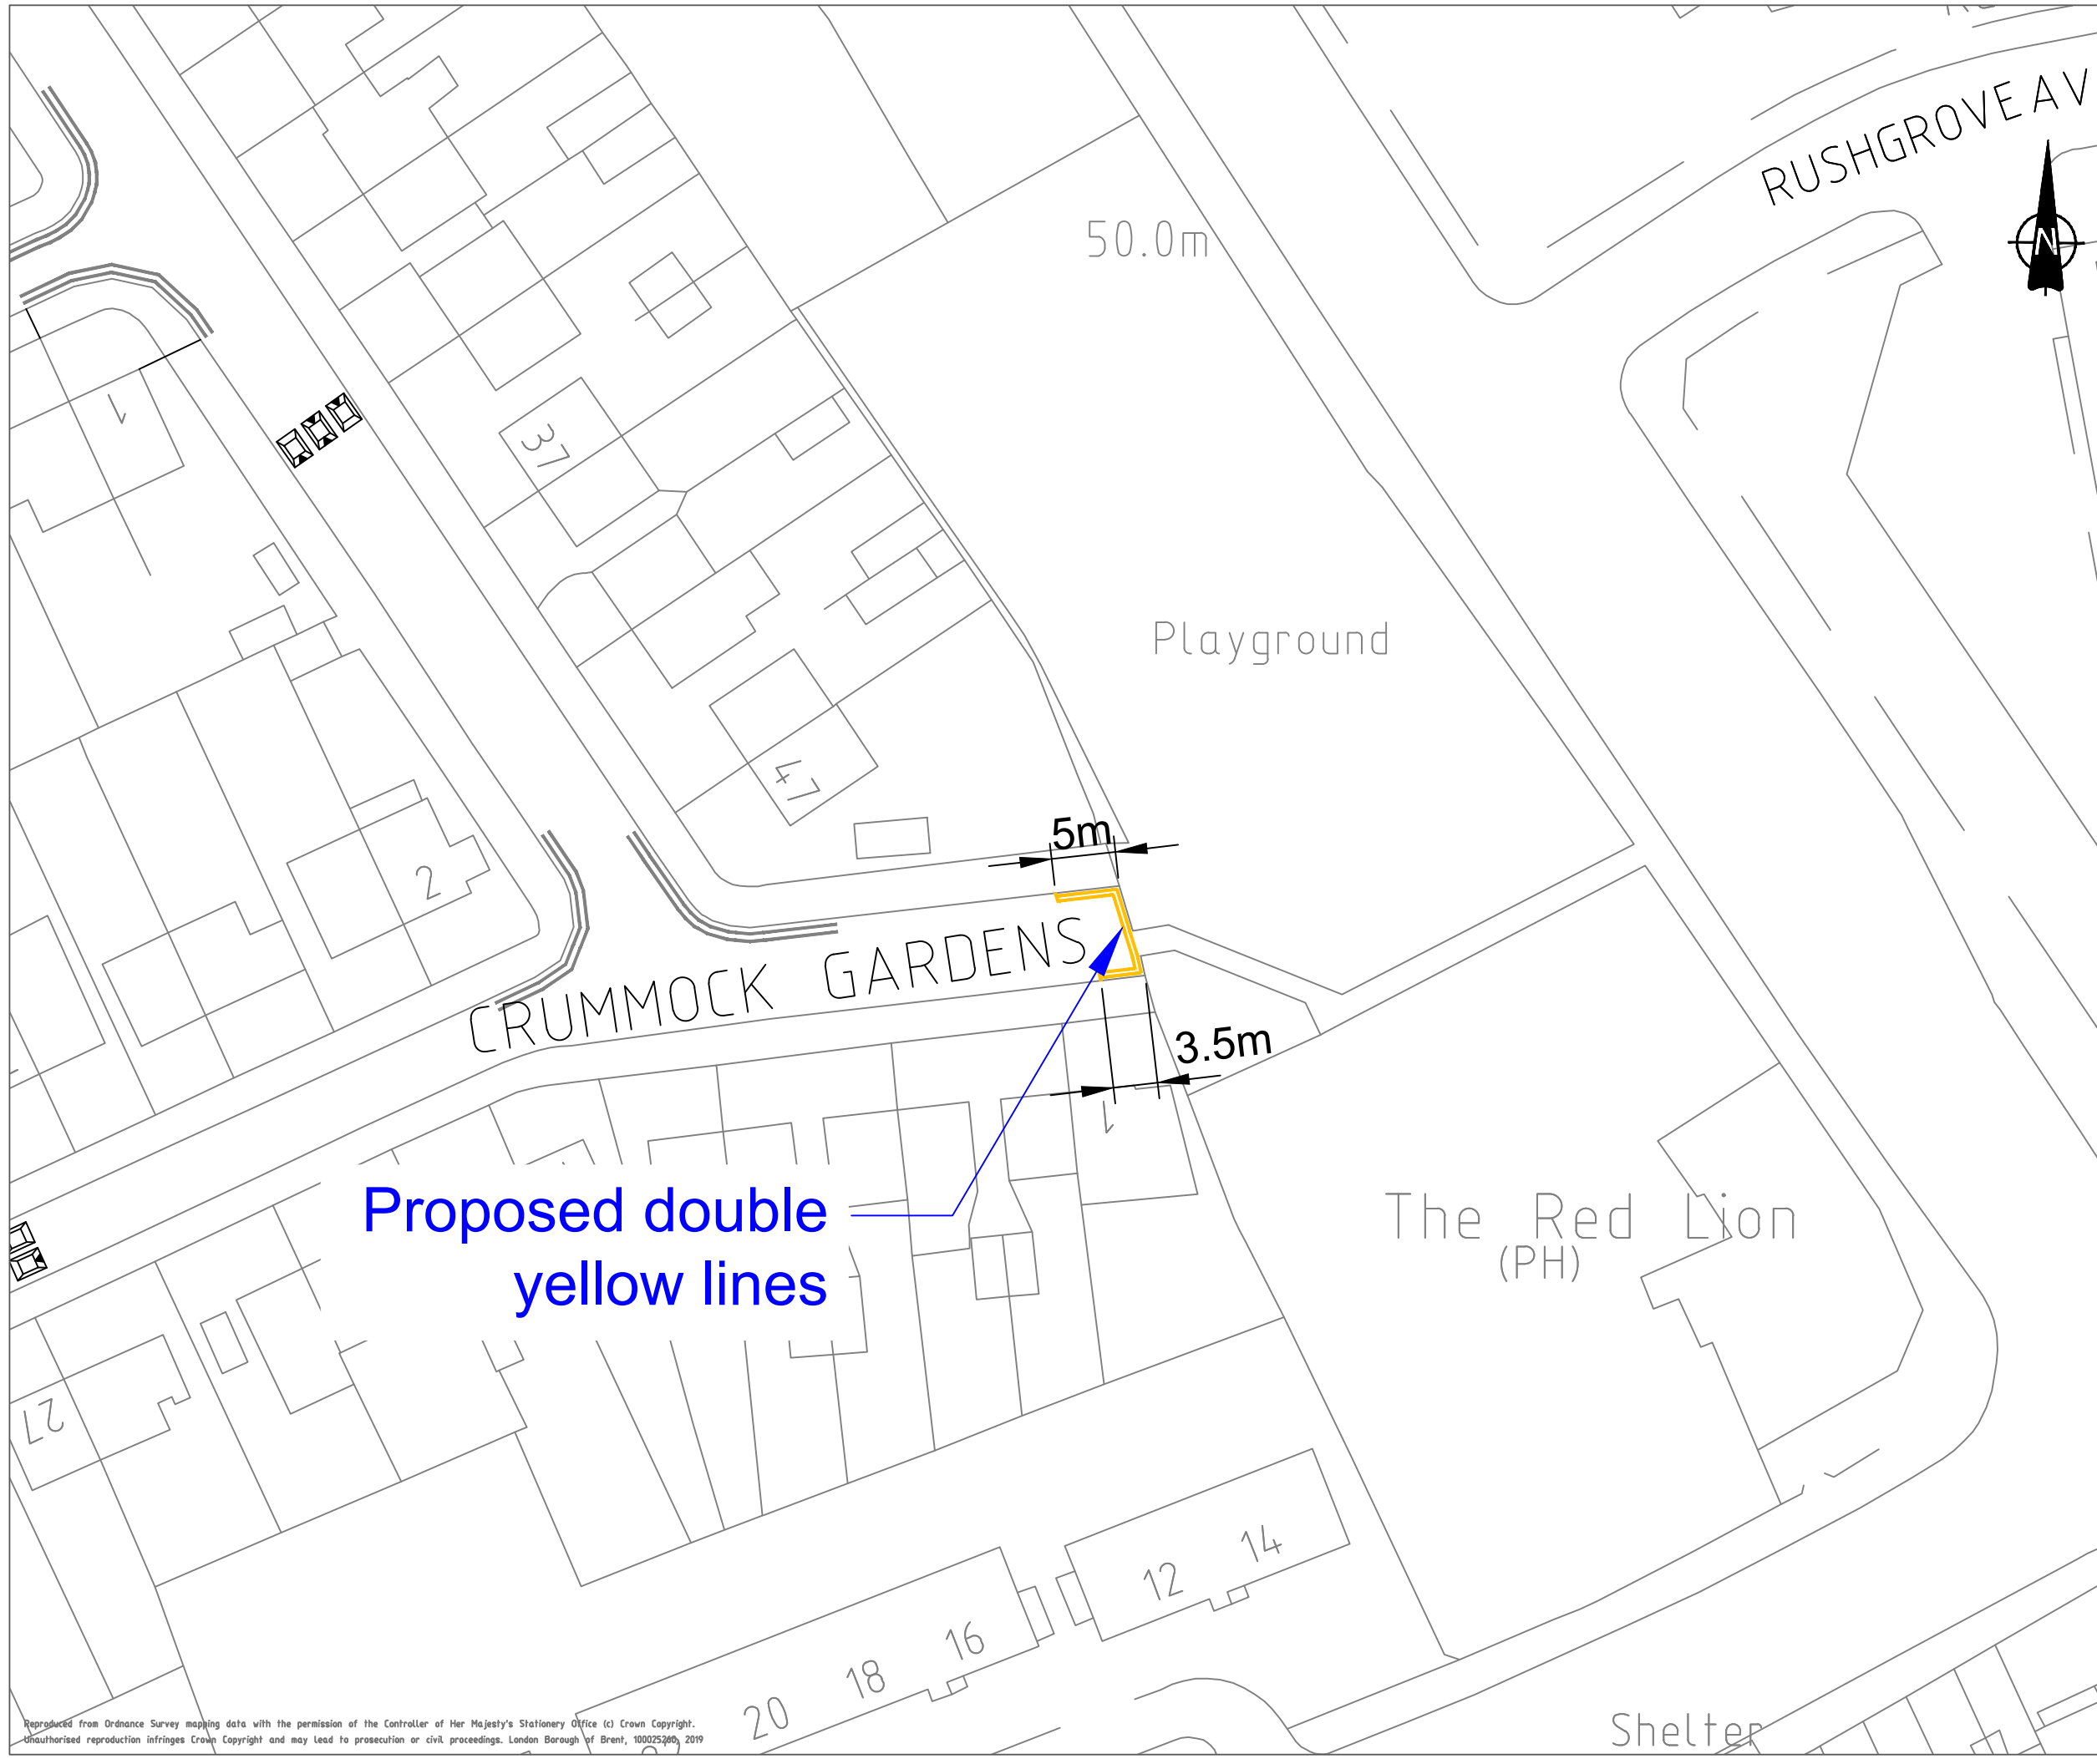 RUSHGROVE AV
N
50.0m
1
37
Playground
47
5m
2
CRUMMOCK GARDENS
3.5m
1
The Red Lion
(PH)
Proposed double
yellow lines
27
12
14
16
18
20
Shelter
Reproduced from Ordnance Survey mapping data with the permission of the Controller of Her Majesty's Stationery Office (c) Crown Copyright.
Unauthorised reproduction infringes Crown Copyright and may lead to prosecution or civil proceedings. London Borough of Brent, 100025260, 2019